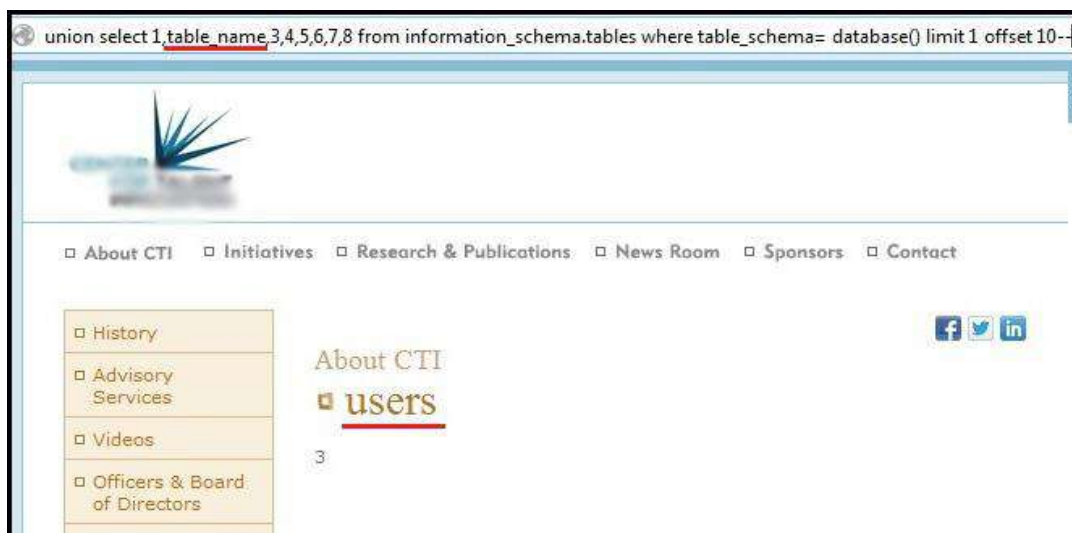 union select 1,table_name,3,4,5,6,7,8 from information_schema.tables where table_schema= database() limit 1 offset 10--
About CTI Initiatives Research & Publications News Room Sponsors Contact
History
Advisory
Services
Videos
Officers & Board
of Directors
About CTI
users
3